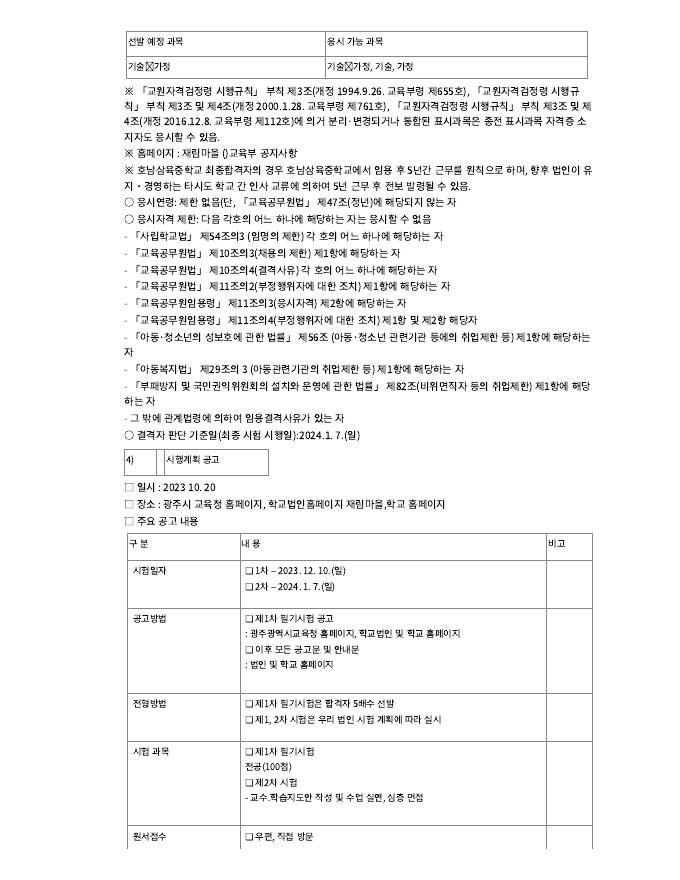 선발 예정 과목 응시 가능 과목
기술☒가정 기술☒가정, 기술, 가정
※ 「교원자격검정령 시행규칙」 부칙 제3조(개정 1994.9.26. 교육부령 제655호), 「교원자격검정령 시행규
칙」 부칙 제3조 및 제4조(개정 2000.1.28. 교육부령 제761호), 「교원자격검정령 시행규칙」 부칙 제3조 및 제
4조(개정 2016.12.8. 교육부령 제112호)에 의거 분리·변경되거나 통합된 표시과목은 종전 표시과목 자격증 소
지자도 응시할 수 있음.
※ 홈페이지 : 재림마을 ()교육부 공지사항
※ 호남삼육중학교 최종합격자의 경우 호남삼육중학교에서 임용 후 5년간 근무를 원칙으로 하며, 향후 법인이 유
지・경영하는 타시도 학교 간 인사 교류에 의하여 5년 근무 후 전보 발령될 수 있음.
○ 응시연령: 제한 없음(단, 「교육공무원법」 제47조(정년)에 해당되지 않는 자
○ 응시자격 제한: 다음 각호의 어느 하나에 해당하는 자는 응시할 수 없음
- 「사립학교법」 제54조의3 (임명의 제한) 각 호의 어느 하나에 해당하는 자
- 「교육공무원법」 제10조의3(채용의 제한) 제1항에 해당하는 자
- 「교육공무원법」 제10조의4(결격사유) 각 호의 어느 하나에 해당하는 자
- 「교육공무원법」 제11조의2(부정행위자에 대한 조치) 제1항에 해당하는 자
- 「교육공무원임용령」 제11조의3(응시자격) 제2항에 해당하는 자
- 「교육공무원임용령」 제11조의4(부정행위자에 대한 조치) 제1항 및 제2항 해당자
- 「아동·청소년의 성보호에 관한 법률」 제56조 (아동·청소년 관련기관 등에의 취업제한 등) 제1항에 해당하는
자
- 「아동복지법」 제29조의 3 (아동관련기관의 취업제한 등) 제1항에 해당하는 자
- 「부패방지 및 국민권익위원회의 설치와 운영에 관한 법률」 제82조(비위면직자 등의 취업제한) 제1항에 해당
하는 자
- 그 밖에 관계법령에 의하여 임용결격사유가 있는 자
○ 결격자 판단 기준일(최종 시험 시행일):2024.1. 7.(일)
4) 시행계획 공고
□ 일시 : 2023 10. 20
□ 장소 : 광주시 교육청 홈페이지, 학교법인홈페이지 재림마을,학교 홈페이지
□ 주요 공고 내용
구 분 내 용 비고
시험일자 ❏ 1차 – 2023. 12. 10.(일)
❏ 2차 – 2024. 1. 7.(일)
공고방법 ❏ 제1차 필기시험 공고
: 광주광역시교육청 홈페이지, 학교법인 및 학교 홈페이지
❏ 이후 모든 공고문 및 안내문
: 법인 및 학교 홈페이지
전형방법 ❏ 제1차 필기시험은 합격자 5배수 선발
❏ 제1, 2차 시험은 우리 법인 시험 계획에 따라 실시
시험 과목 ❏ 제1차 필기시험
전공(100점)
❏ 제2차 시험
- 교수.학습지도안 작성 및 수업 실연, 심층 면접
원서접수 ❏ 우편, 직접 방문